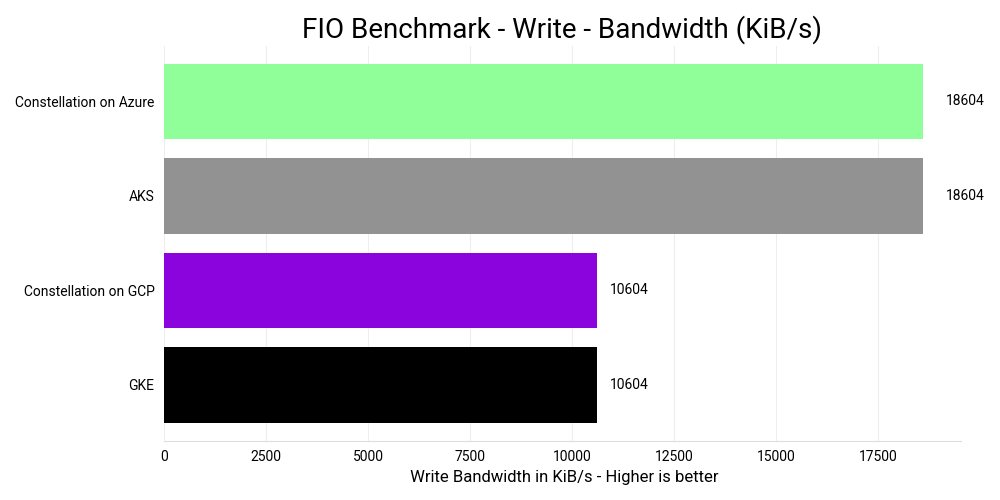 FIO Benchmark - Write - Bandwidth (KiB/s)
Constellation on Azure
18604
AKS
18604
Constellation on GCP
10604
GKE
10604
0 2500 5000 7500 10000 12500 15000 17500
Write Bandwidth in KiB/s - Higher is better